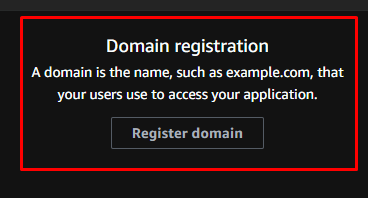 Domain registration
A domain is the name, such as example.com, that
your users use to access your application.
Register domain